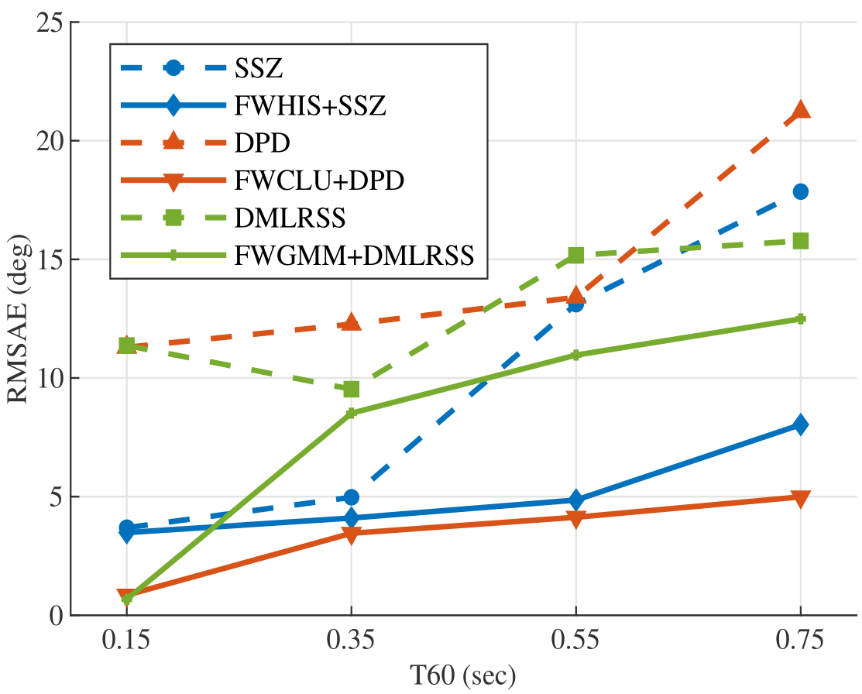 25
20
15
10
5
0
RMSAE (deg)
SSZ
FWHIS+SSZ
DPD
FWCLU+DPD
DMLRSS
FWGMM+DMLRSS
0.15 0.35 0.55 0.75
T60 (sec)